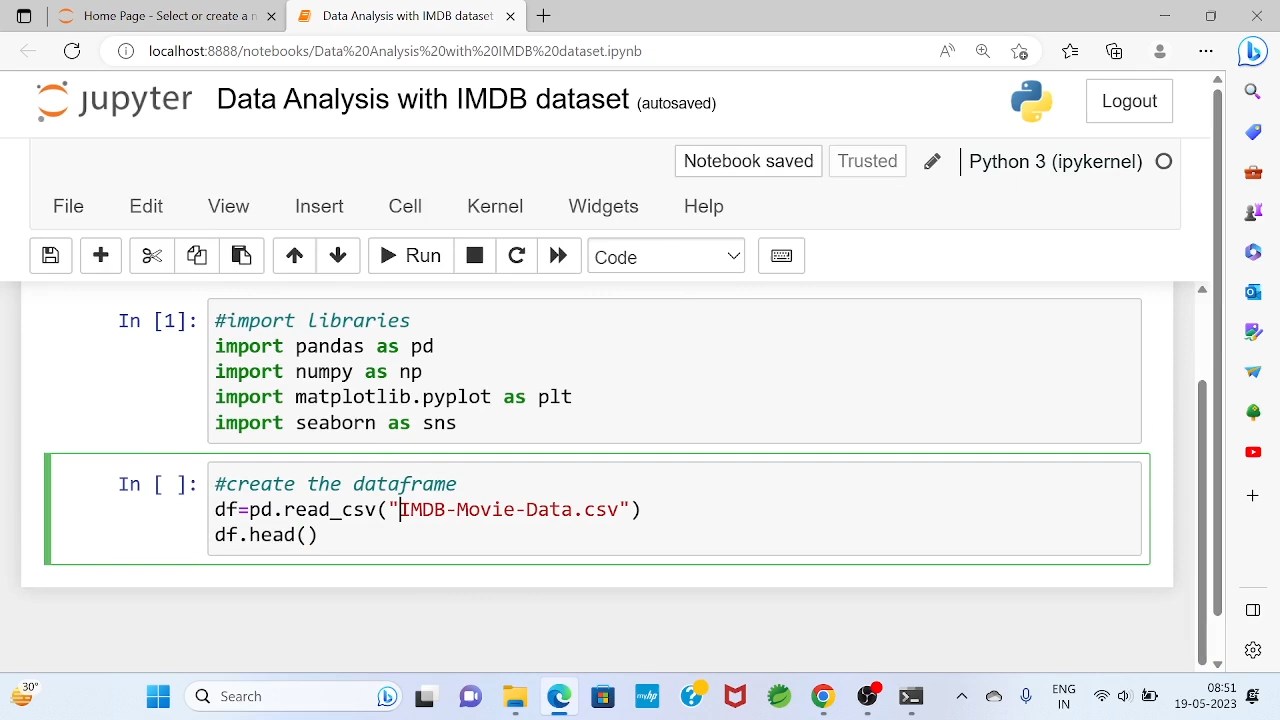 Home Page - Select or create a n
Data Analysis with IMDB dataset
localhost:8888/notebooks/Data%20Analysis%20with%20IMDB%20dataset.ipynb
jupyter Data Analysis with IMDB dataset (autosaved)
Logout
Notebook saved Trusted Python 3 (ipykernel)
File Edit View Insert Cell Kernel Widgets Help
Run Code
In [1]: #import libraries
import pandas as pd
import numpy as np
import matplotlib.pyplot as plt
import seaborn as sns
In [ ]: #create the dataframe
df=pd.read_csv("IMDB-Movie-Data.csv")
df.head()
30°
Search
myhp
ENG
IN
08:51
19-05-2023